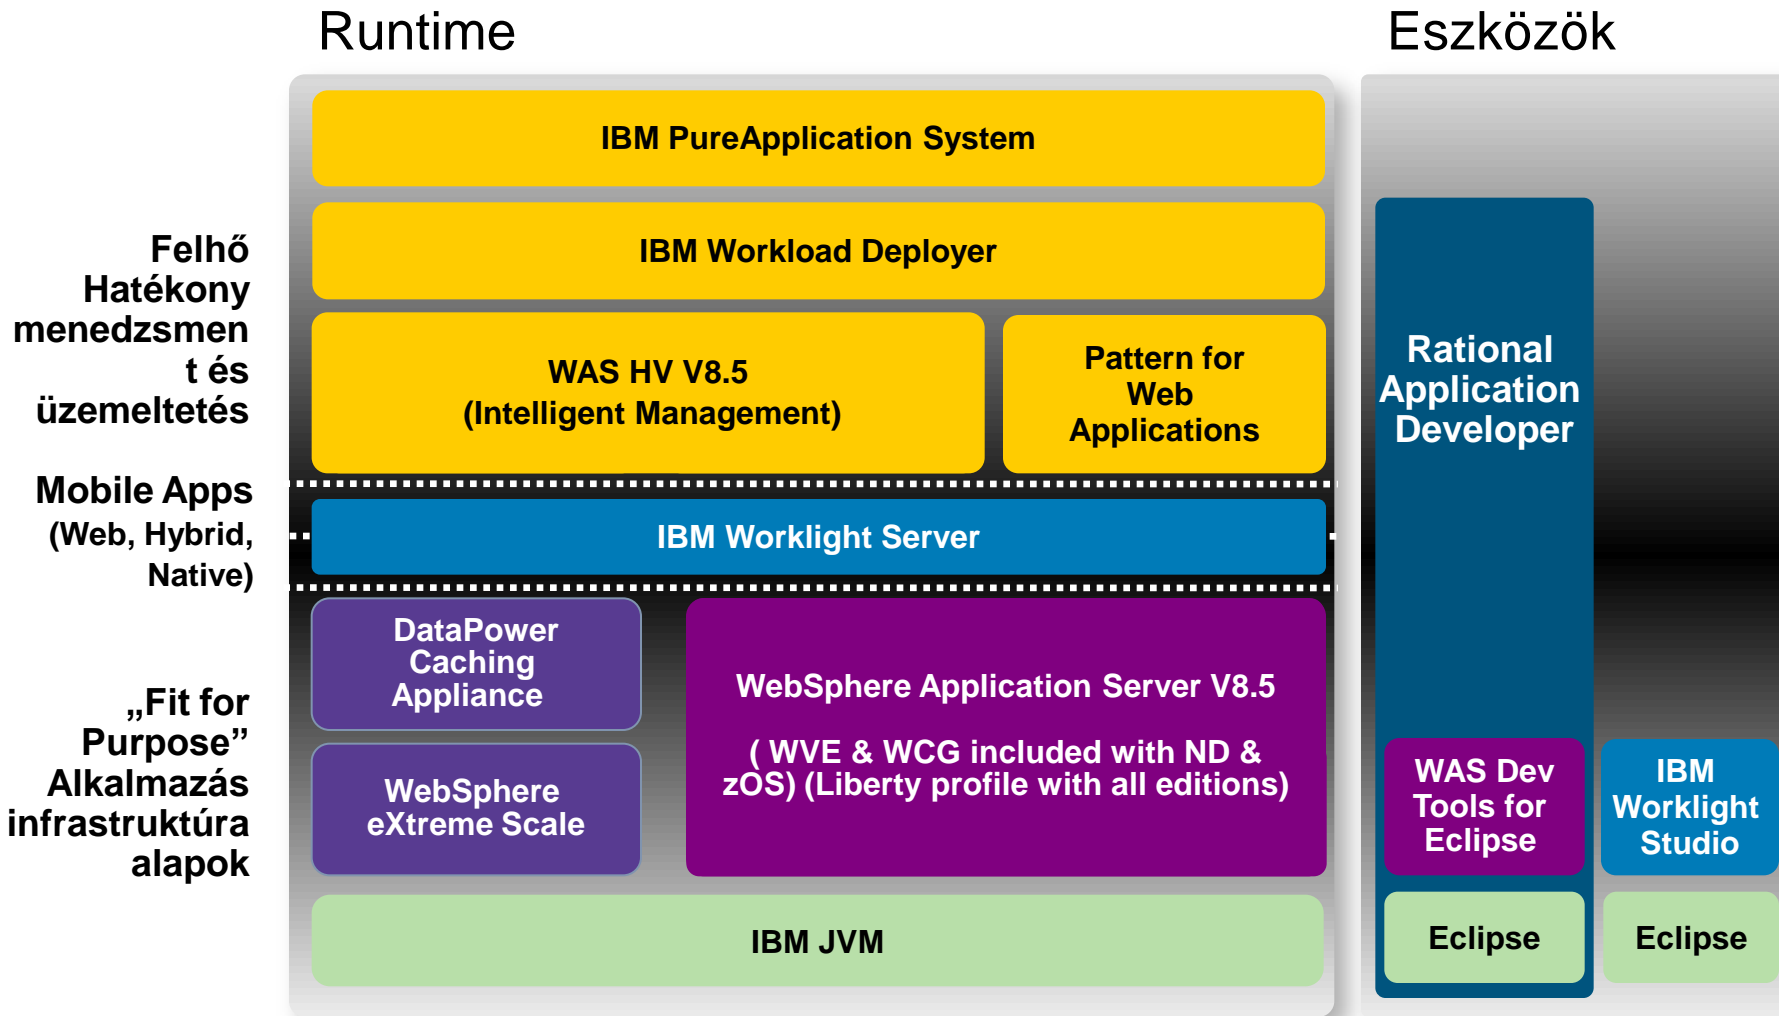 Runtime
Eszközök
Felhő
Hatékony
menedzsmen
t és
üzemeltetés
Mobile Apps
(Web, Hybrid,
Native)
„Fit for
Purpose”
Alkalmazás
infrastruktúra
alapok
IBM PureApplication System
IBM Workload Deployer
WAS HV V8.5
(Intelligent Management)
Pattern for
Web
Applications
IBM Worklight Server
DataPower
Caching
Appliance
WebSphere
eXtreme Scale
WebSphere Application Server V8.5
( WVE & WCG included with ND &
zOS) (Liberty profile with all editions)
IBM JVM
Rational
Application
Developer
WAS Dev
Tools for
Eclipse
IBM
Worklight
Studio
Eclipse
Eclipse